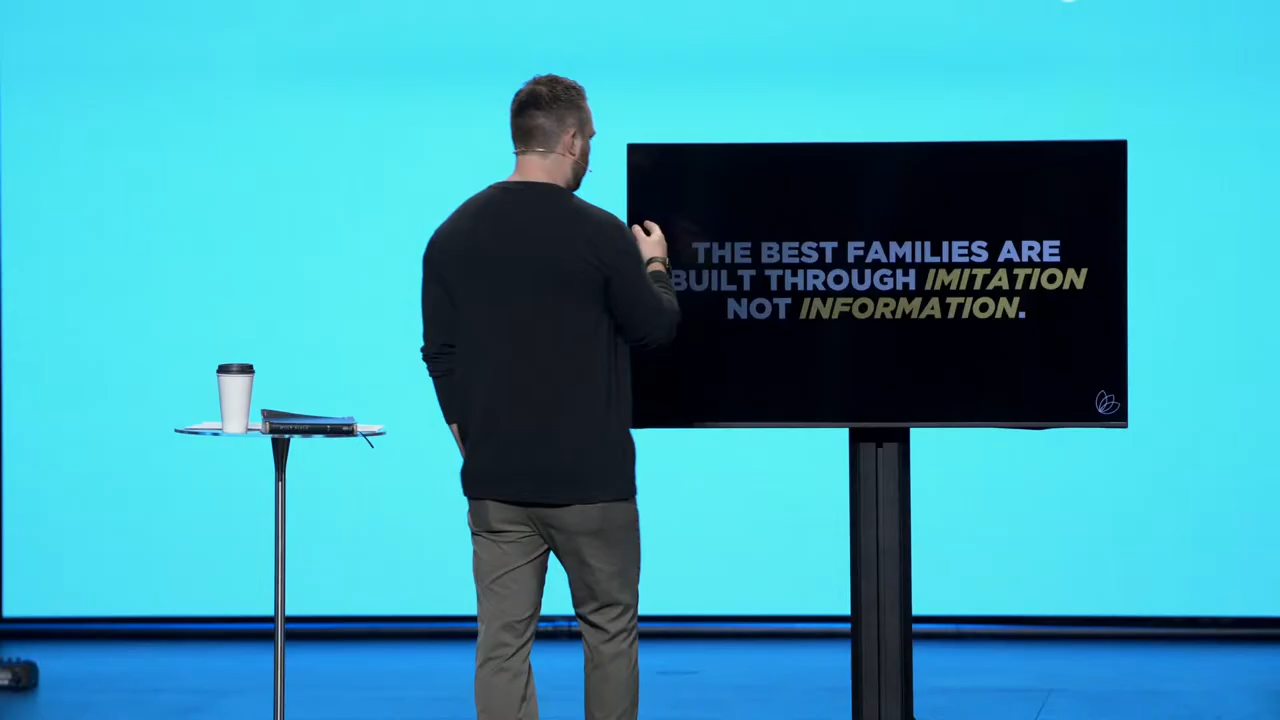 THE BEST FAMILIES ARE
BUILT THROUGH IMITATION
NOT INFORMATION.